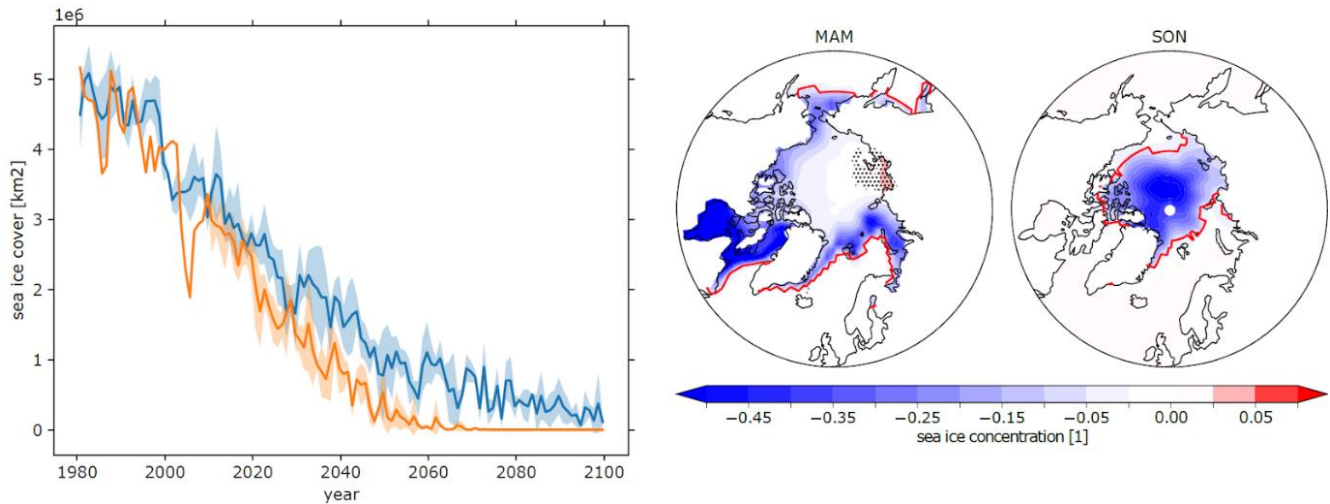 1e6
5
4
3
2
1
0
sea ice cover [km2]
1980 2000 2020 2040 2060 2080 2100
year
MAM
SON
−0.45 −0.35 −0.25 −0.15 −0.05 0.00 0.05
sea ice concentration [1]